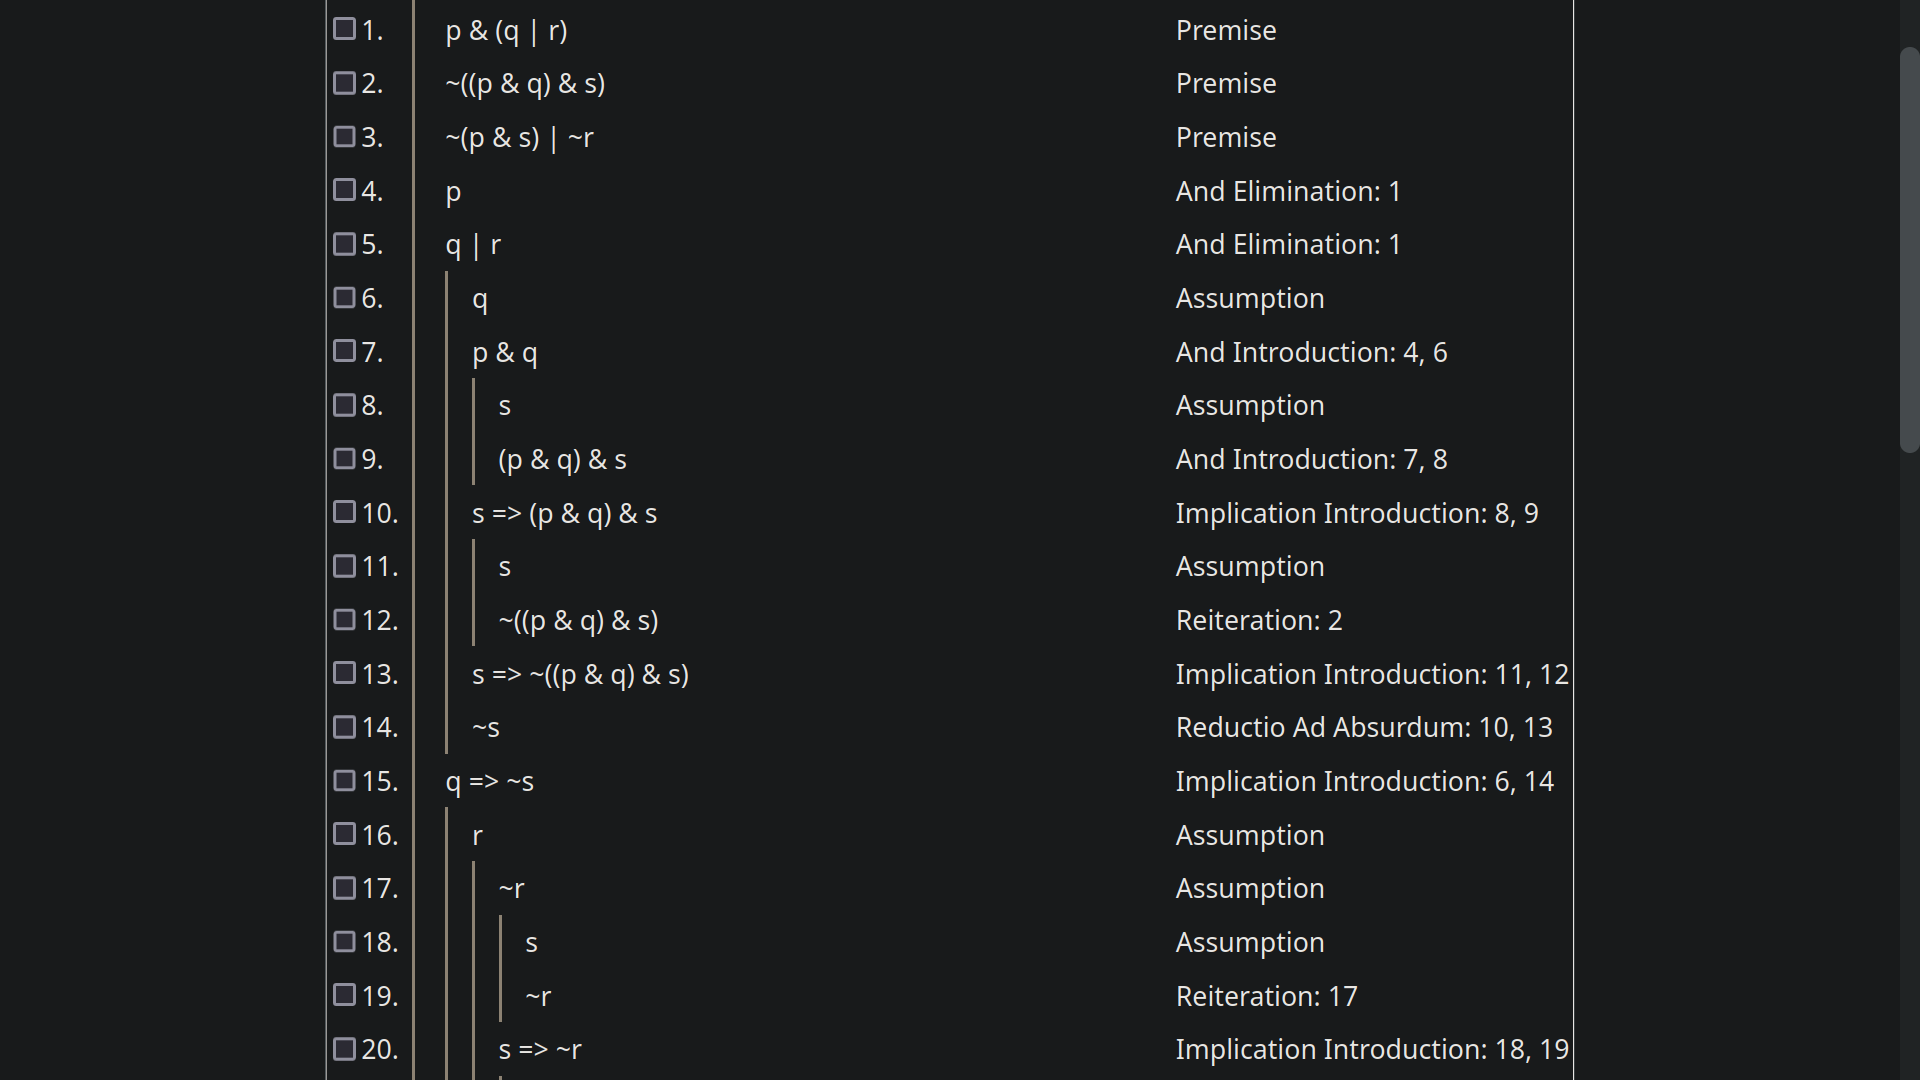 1. p & (q | r) Premise
2. ~((p & q) & s) Premise
3. ~(p & s) | ~r Premise
4. p And Elimination: 1
5. q | r And Elimination: 1
6. q Assumption
7. p & q And Introduction: 4, 6
8. s Assumption
9. (p & q) & s And Introduction: 7, 8
10. s => (p & q) & s Implication Introduction: 8, 9
11. s Assumption
12. ~((p & q) & s) Reiteration: 2
13. s => ~((p & q) & s) Implication Introduction: 11, 12
14. ~s Reductio Ad Absurdum: 10, 13
15. q => ~s Implication Introduction: 6, 14
16. r Assumption
17. ~r Assumption
18. s Assumption
19. ~r Reiteration: 17
20. s => ~r Implication Introduction: 18, 19